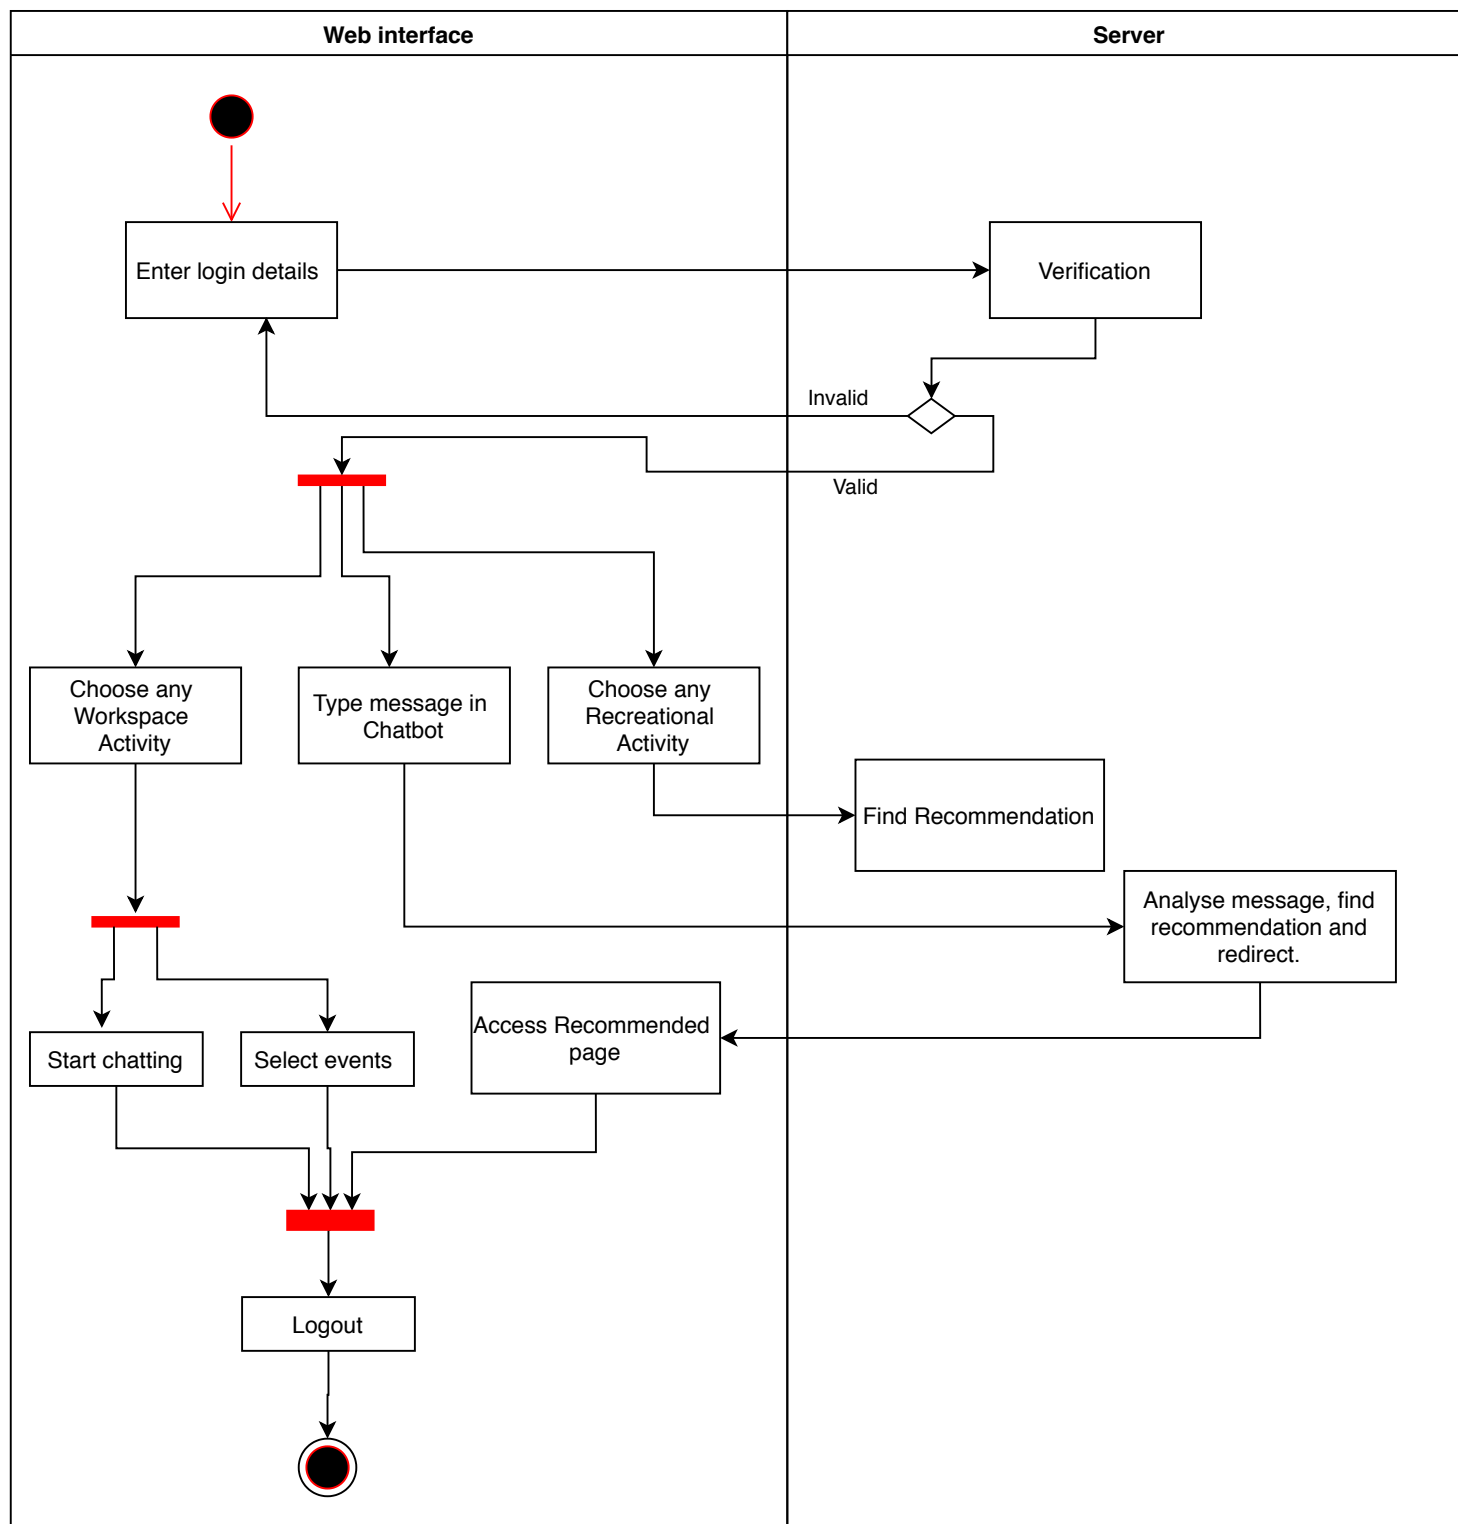 Web interface
Server
Enter login details
Verification
Invalid
Valid
Choose any
Workspace
Activity
Type message in
Chatbot
Choose any
Recreational
Activity
Find Recommendation
Analyse message, find
recommendation and
redirect.
Start chatting
Select events
Access Recommended
page
Logout